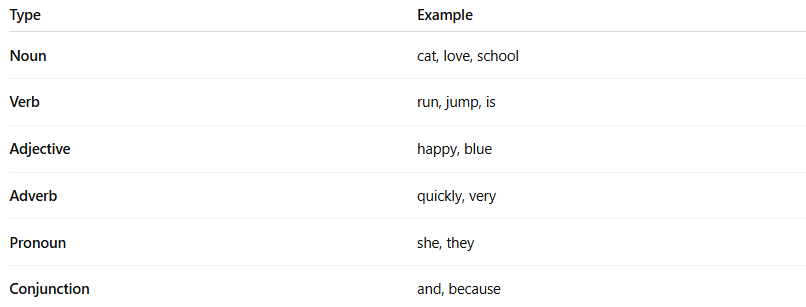 Type Example
Noun cat, love, school
Verb run, jump, is
Adjective happy, blue
Adverb quickly, very
Pronoun she, they
Conjunction and, because